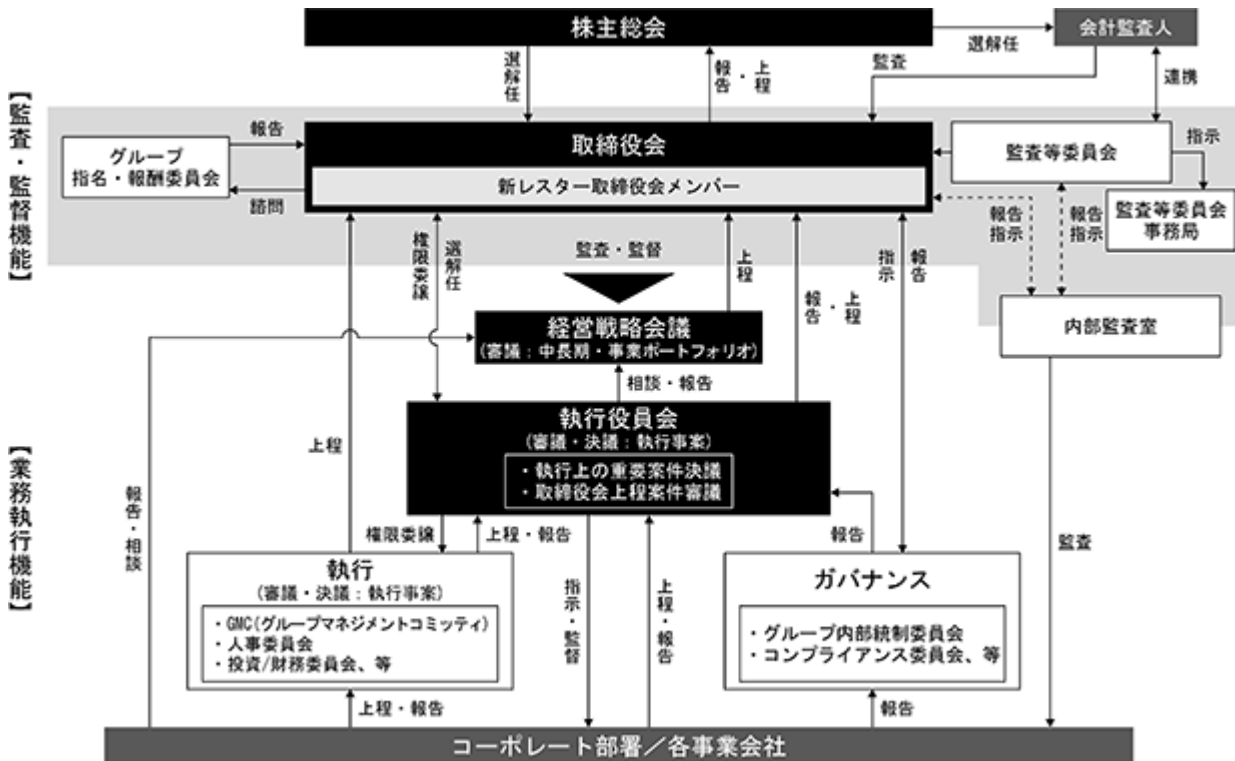 株主総会
会計監査人
選解任
選解任
報告・上程
監査
連携
【監査・監督機能】
報告
グループ
指名・報酬委員会
諮問
取締役会
新レスター取締役会メンバー
監査等委員会
指示
監査等委員会
事務局
報告
指示
報告
指示
権限委譲
選解任
監査・監督
上程
報告・上程
指示
報告
内部監査室
経営戦略会議
(審議：中長期・事業ポートフォリオ)
相談・報告
執行役員会
(審議・決議：執行事案)
・執行上の重要案件決議
・取締役会上程案件審議
【業務執行機能】
上程
報告・相談
権限委譲
上程・報告
報告
監査
執行
(審議・決議：執行事案)
・GMC(グループマネジメントコミッティ)
・人事委員会
・投資/財務委員会、等
指示・監督
上程・報告
ガバナンス
・グループ内部統制委員会
・コンプライアンス委員会、等
上程・報告
報告
コーポレート部署／各事業会社